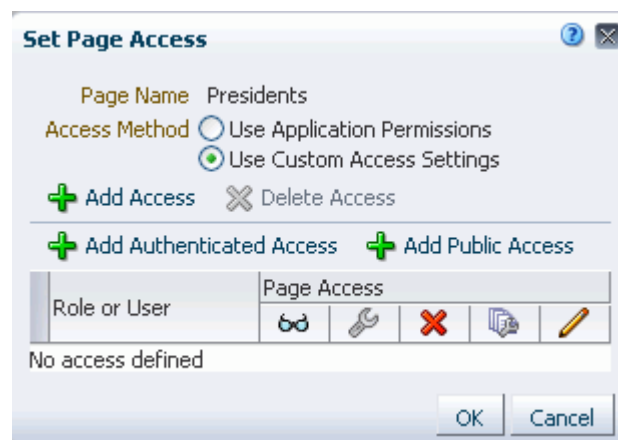 Set Page Access
Page Name Presidents
Access Method Use Application Permissions
Use Custom Access Settings
Add Access Delete Access
Add Authenticated Access Add Public Access
Role or User Page Access
No access defined
OK Cancel